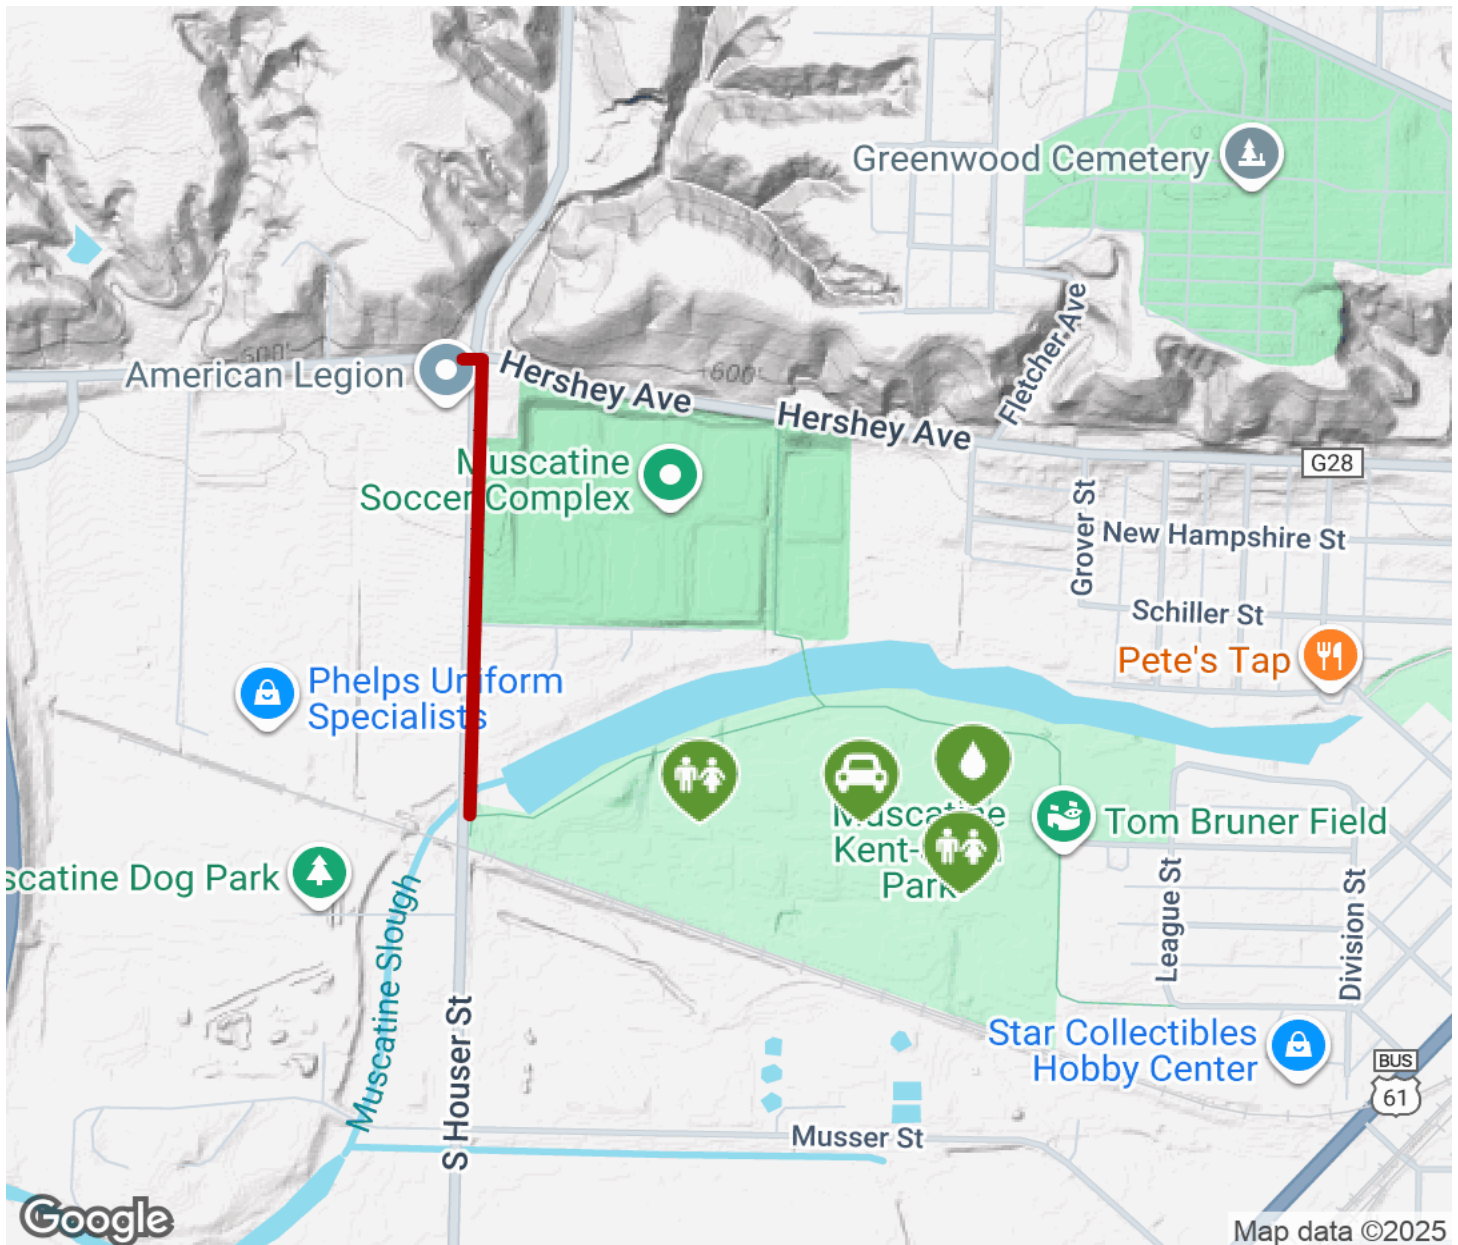 Greenwood Cemetery
600'
American Legion
Hershey Ave
600'
Fletcher Ave
Hershey Ave
G28
Muscatine
Soccer Complex
Grover St
New Hampshire St
Schiller St
Pete's Tap
Phelps Uniform
Specialists
Muscatine
Kent-
Park
Tom Bruner Field
scatine Dog Park
Muscatine Slough
League St
Division St
S Houser St
Star Collectibles
Hobby Center
BUS
61
Musser St
Google
Map data ©2025